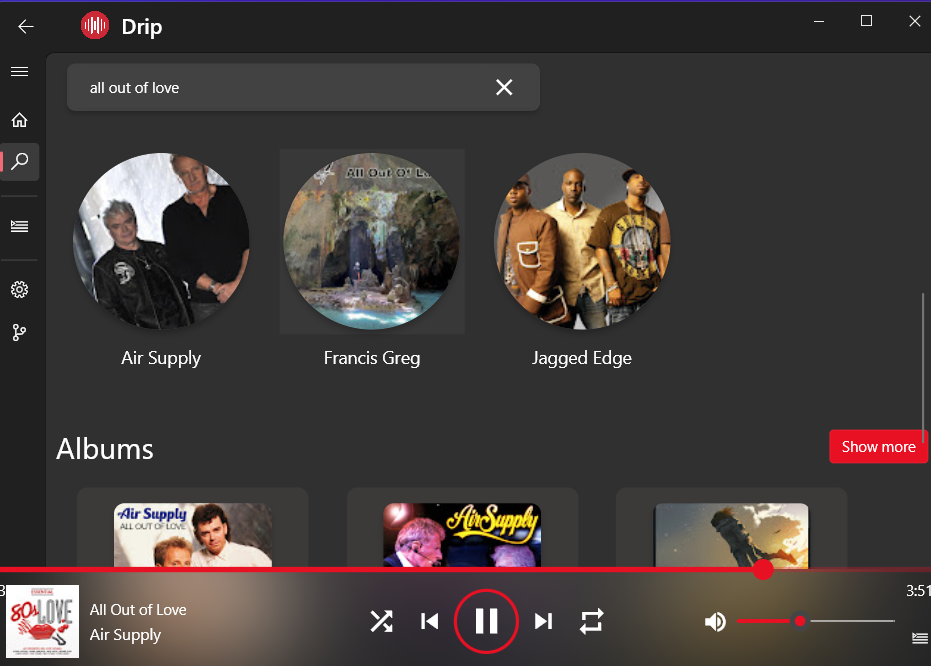 Drip
all out of love
All Out Of L
Air Supply
Francis Greg
Jagged Edge
Albums
Show more
Air Supply
ALL OUT OF LOVE
Air Supply
3
3:51
ESSENTIAL
80s LOVE
All Out of Love
Air Supply